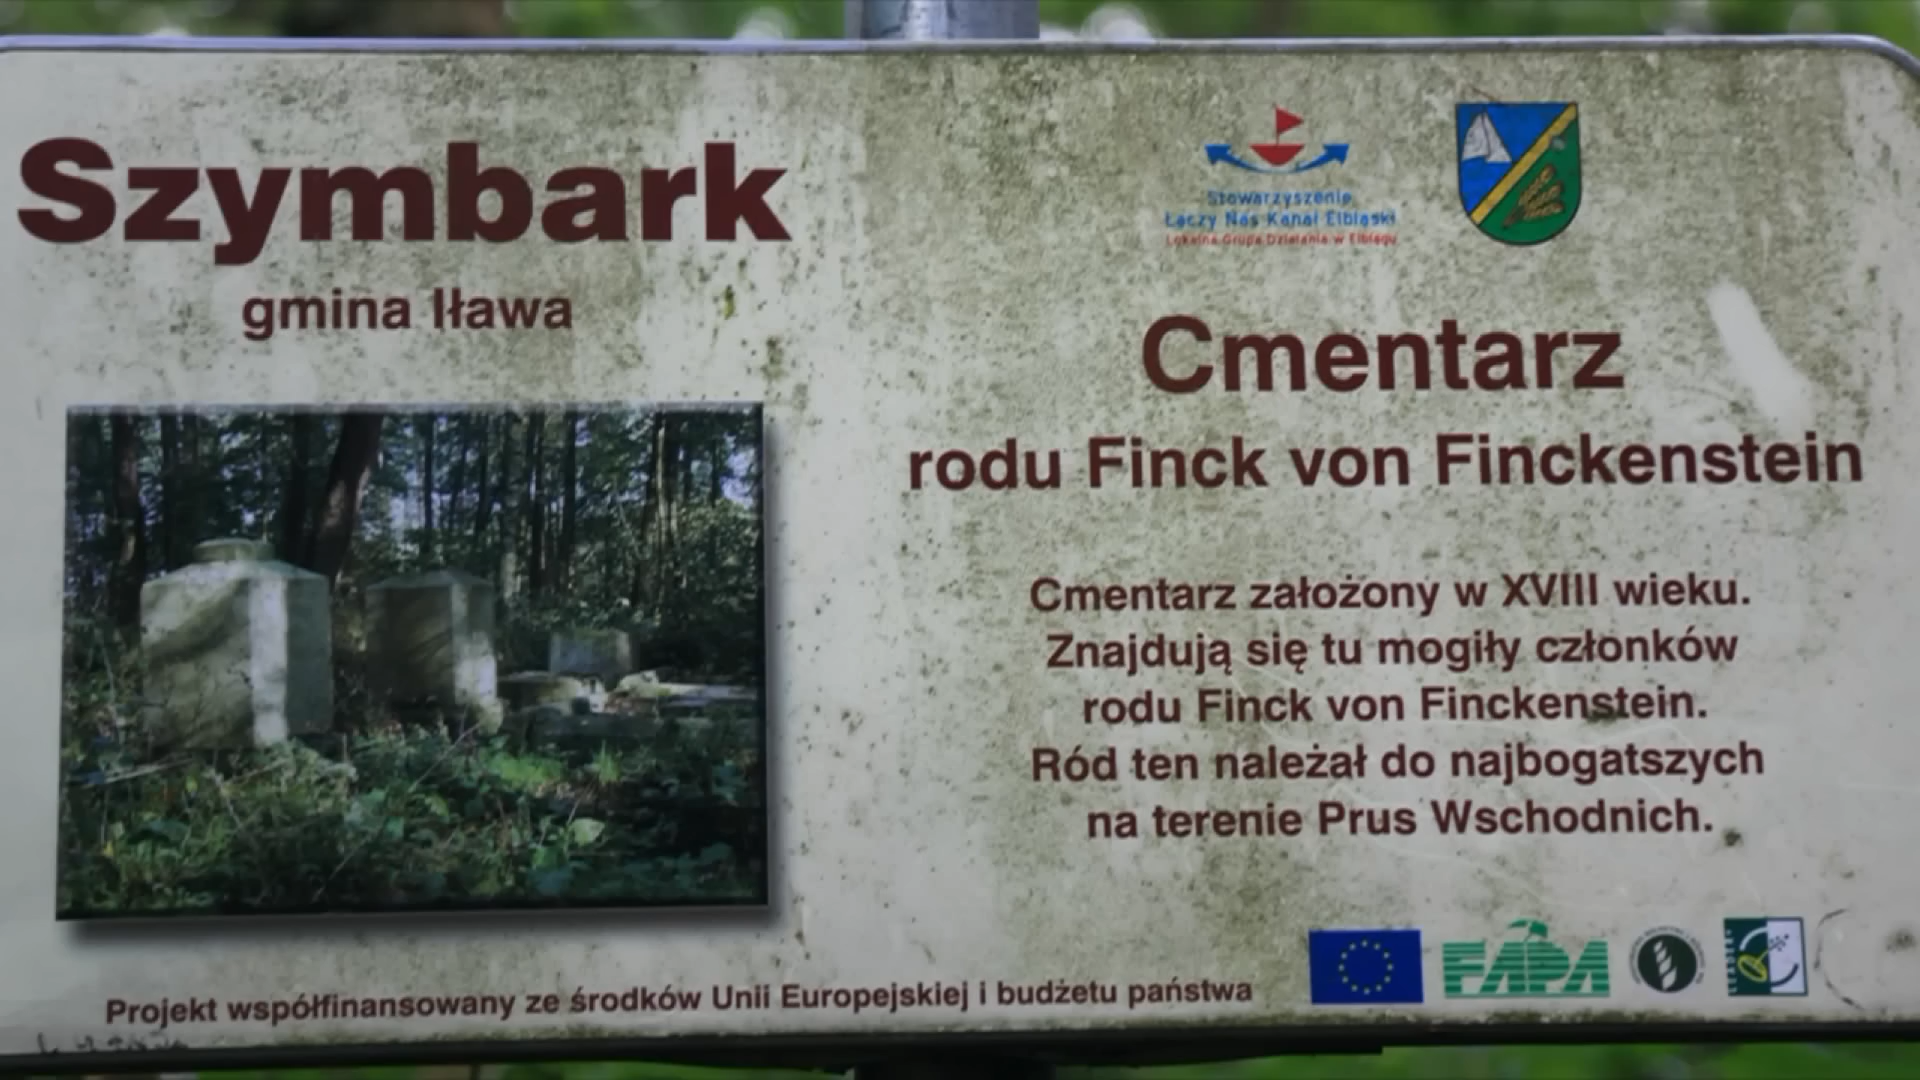 Szymbark
gmina Iława
Stowarzyszenie
Łączy Nas Kanał Elbląski
Lokalna Grupa Działania w Elblągu
Cmentarz
rodu Finck von Finckenstein
Cmentarz założony w XVIII wieku.
Znajdują się tu mogiły członków
rodu Finck von Finckenstein.
Ród ten należał do najbogatszych
na terenie Prus Wschodnich.
Projekt współfinansowany ze środków Unii Europejskiej i budżetu państwa
FAPA